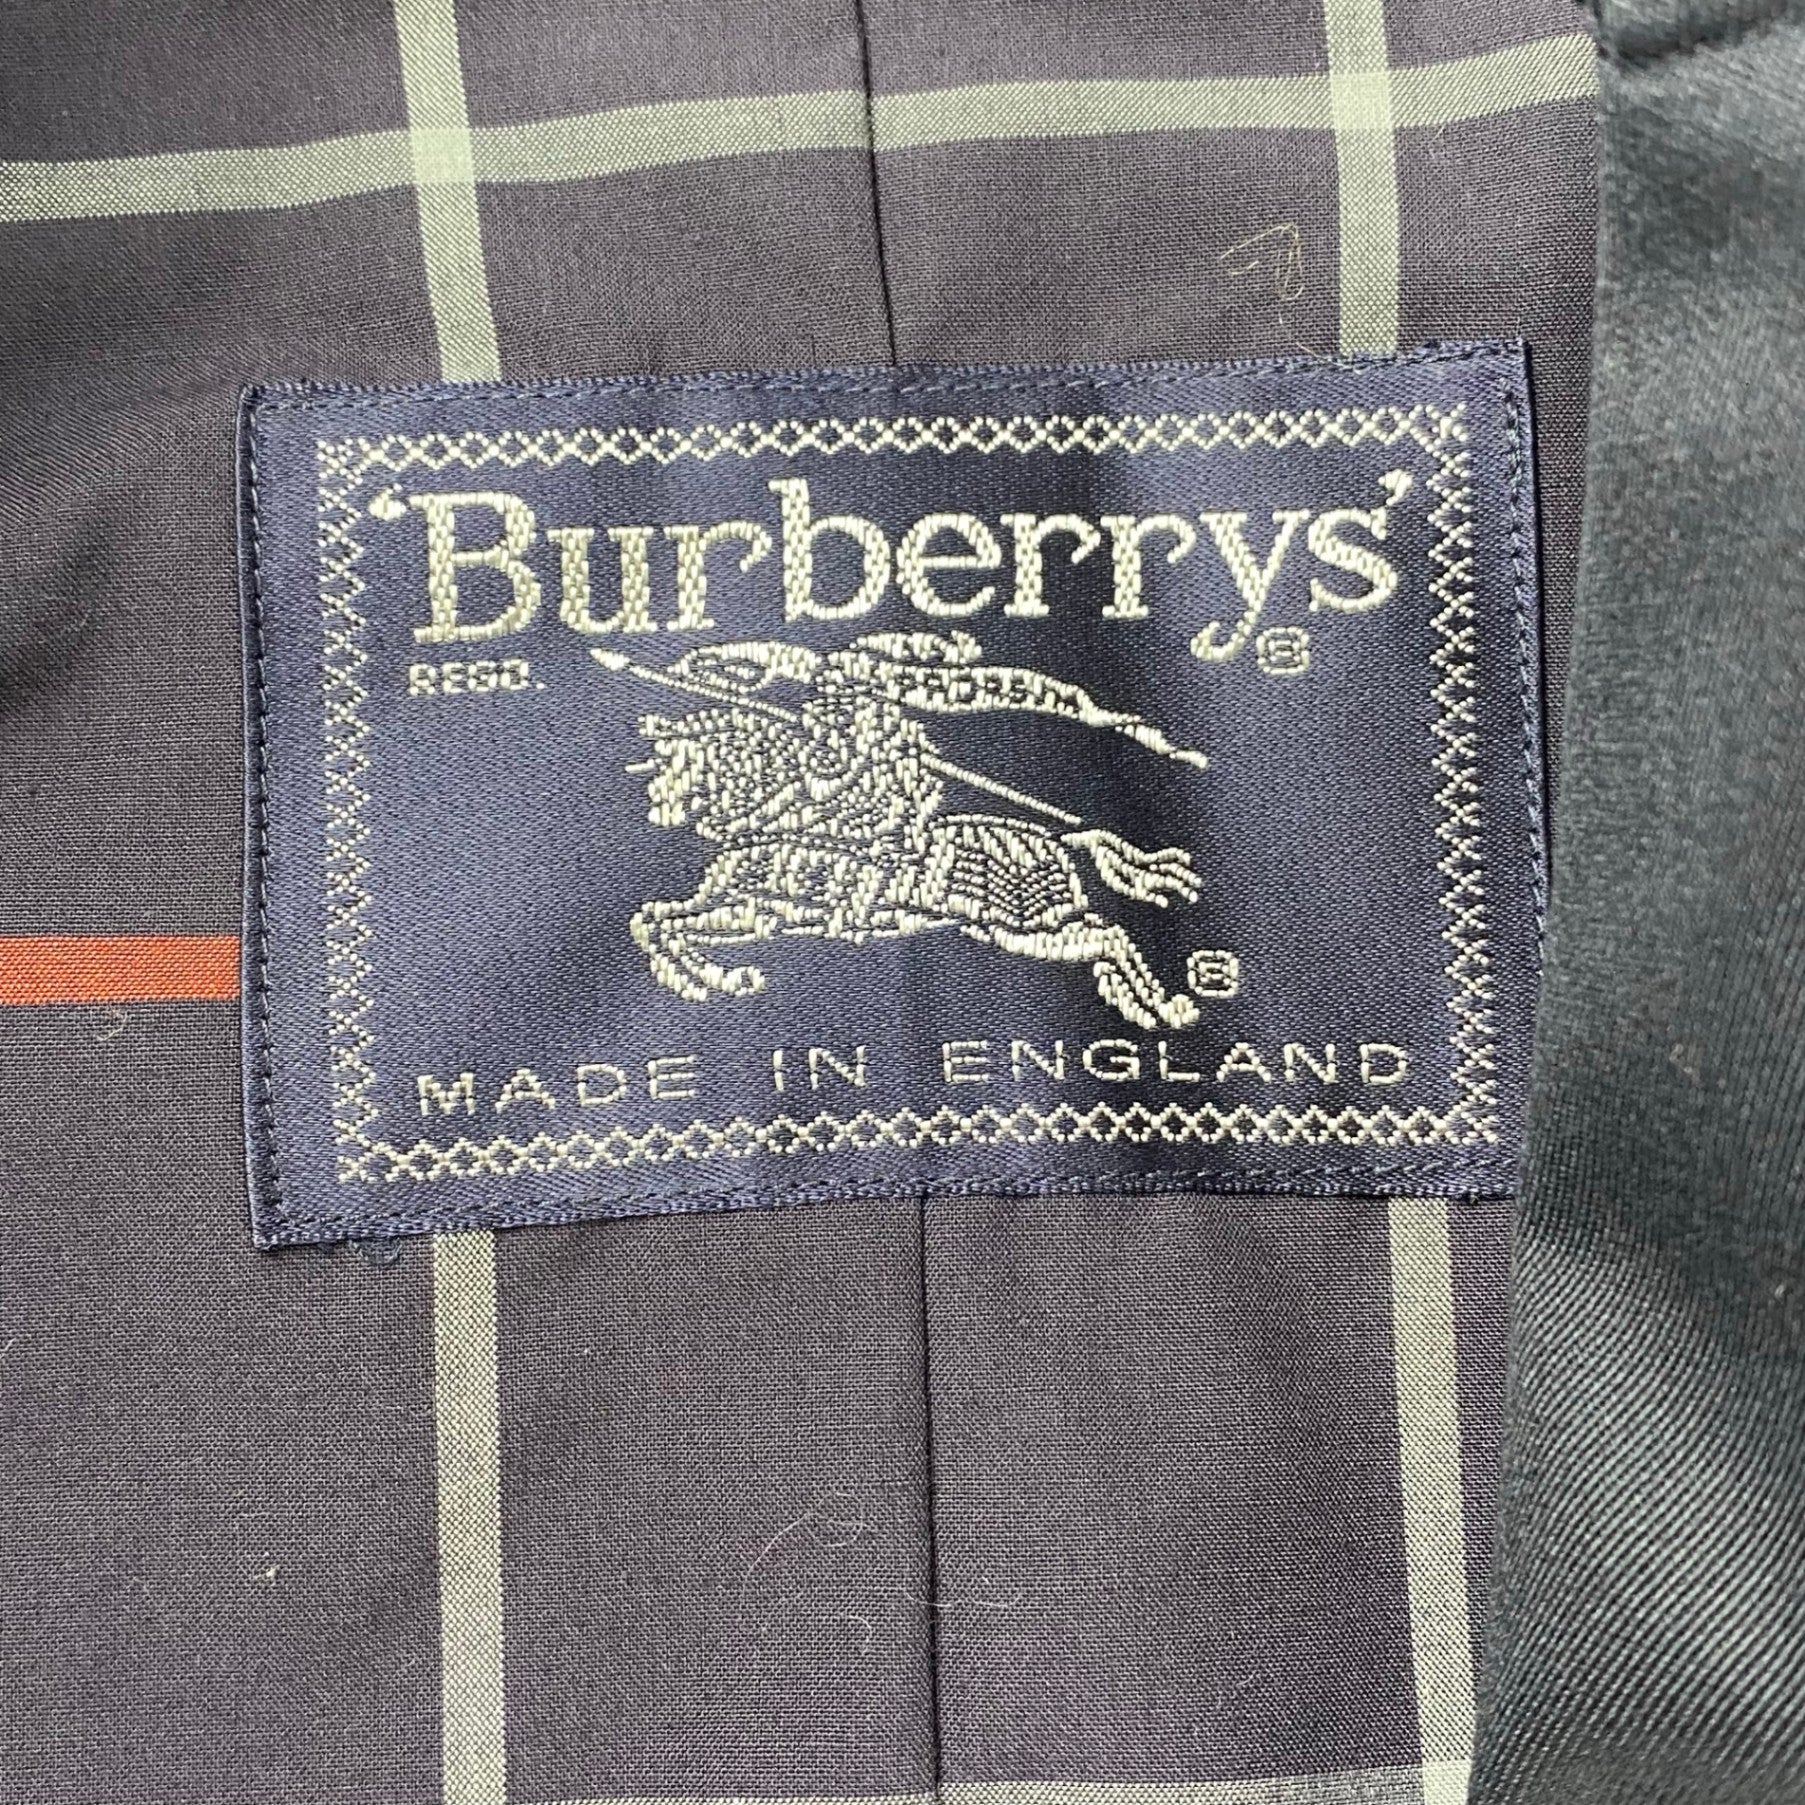 'Burberrys'®
REGD.
PRORSUM
®
MADE IN ENGLAND